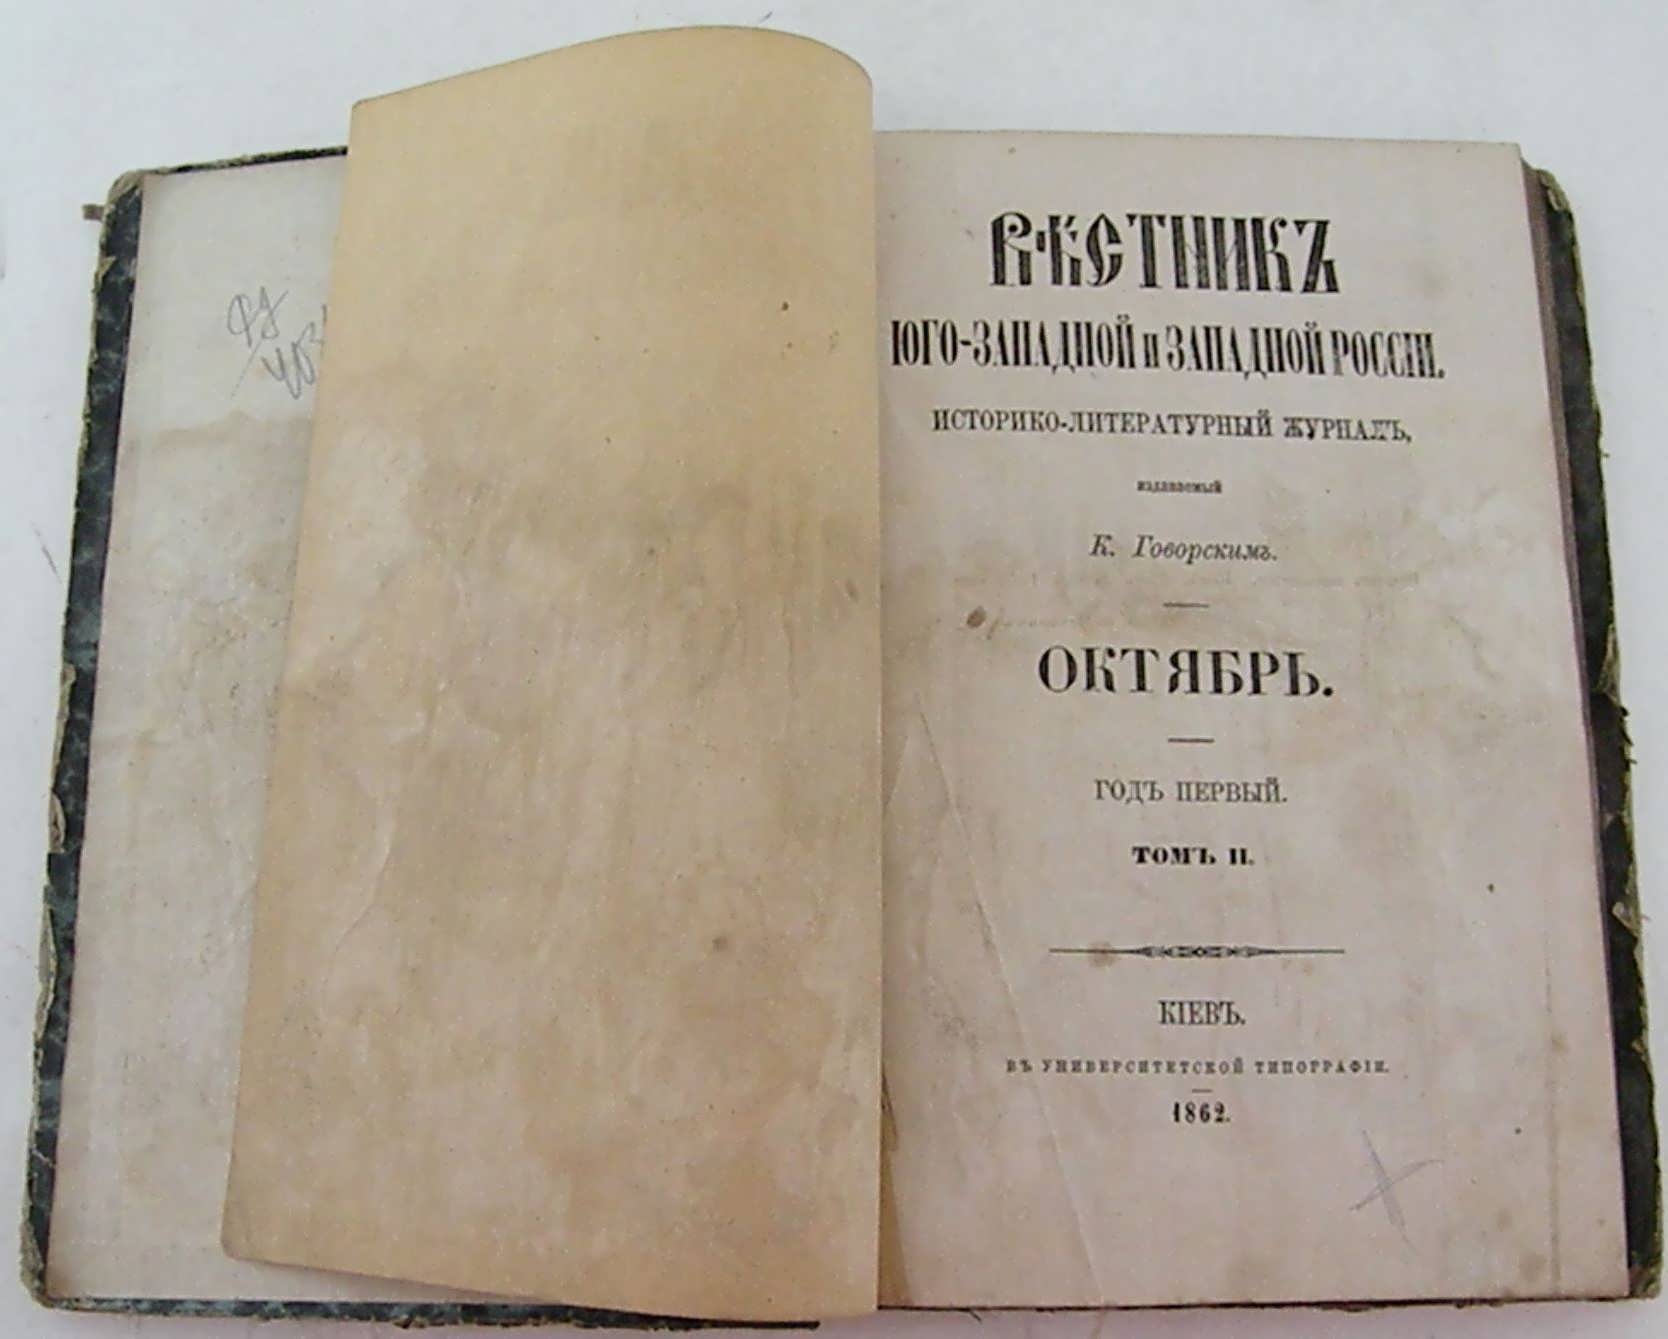 ВѢСТНИКЪ
ЮГО-ЗАПАДНОЙ и ЗАПАДНОЙ РОССІИ.
ИСТОРИКО-ЛИТЕРАТУРНЫЙ ЖУРНАЛЪ,
издаваемый
К. Говорскимъ.
ОКТЯБРЬ.
ГОДЪ ПЕРВЫЙ.
ТОМЪ II.
КІЕВЪ.
ВЪ УНИВЕРСИТЕТСКОЙ ТИПОГРАФІИ.
1862.